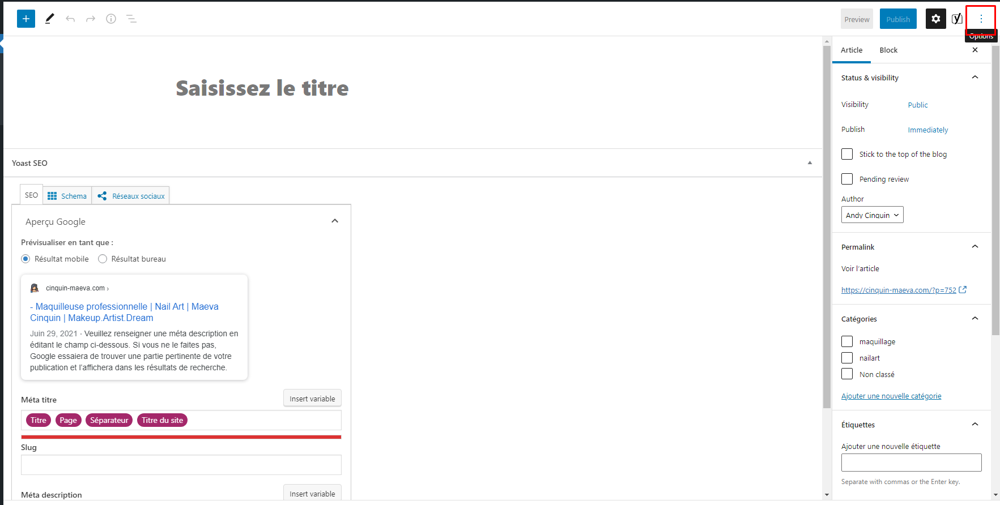 Preview
Publish
Options
Saisissez le titre
Yoast SEO
SEO
Schema
Réseaux sociaux
Aperçu Google
Prévisualiser en tant que :
Résultat mobile
Résultat bureau
cinquin-maeva.com ›
- Maquilleuse professionnelle | Nail Art | Maeva
Cinquin | Makeup.Artist.Dream
Juin 29, 2021 · Veuillez renseigner une méta description en
éditant le champ ci-dessous. Si vous ne le faites pas,
Google essaiera de trouver une partie pertinente de votre
publication et l’affichera dans les résultats de recherche.
Méta titre
Insert variable
Titre Page Séparateur Titre du site
Slug
Méta description
Insert variable
Article
Block
Status & visibility
Visibility
Public
Publish
Immediately
Stick to the top of the blog
Pending review
Author
Andy Cinquin
Permalink
Voir l’article
https://cinquin-maeva.com/?p=752
Catégories
maquillage
nailart
Non classé
Ajouter une nouvelle catégorie
Étiquettes
Ajouter une nouvelle étiquette
Separate with commas or the Enter key.